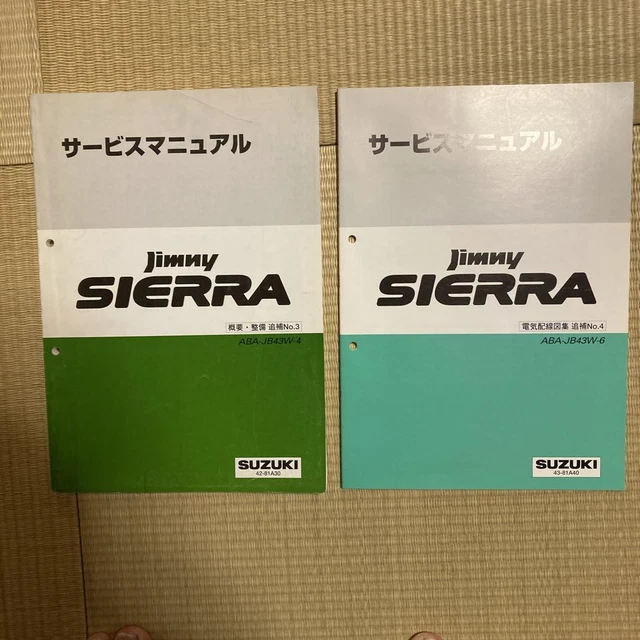 サービスマニュアル
Jimny
SIERRA
概要・整備 追補No.3
ABA-JB43W-4
SUZUKI
42-81A30
サービスマニュアル
Jimny
SIERRA
電気配線図集 追補No.4
ABA-JB43W-6
SUZUKI
43-81A40